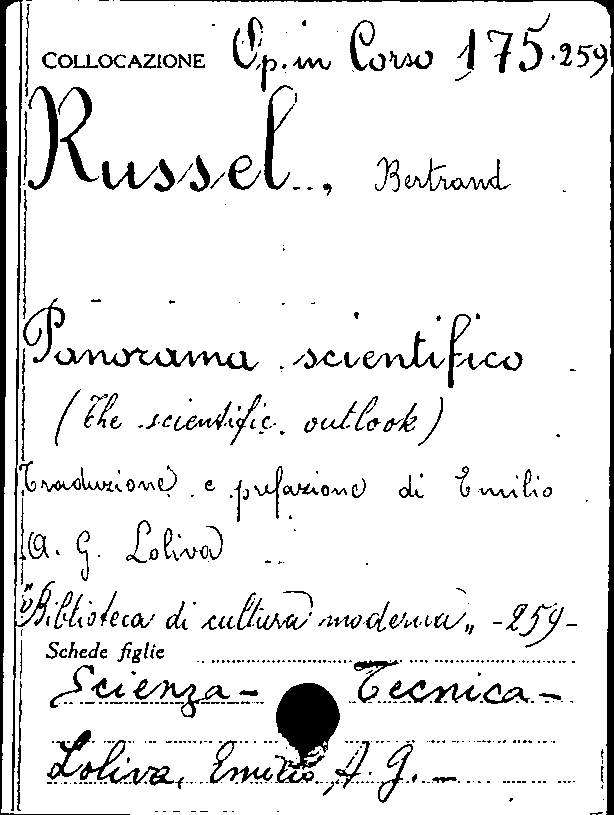 COLLOCAZIONE Op. in Corso 175.259
Russel, Bertrand
Panorama scientifico
(The scientific outlook)
Traduzione e prefazione di Emilio
A. G. Loliva
"Biblioteca di cultura moderna„ -259-
Schede figlie
Scienza - Tecnica -
Loliva, Emilio A. G. -